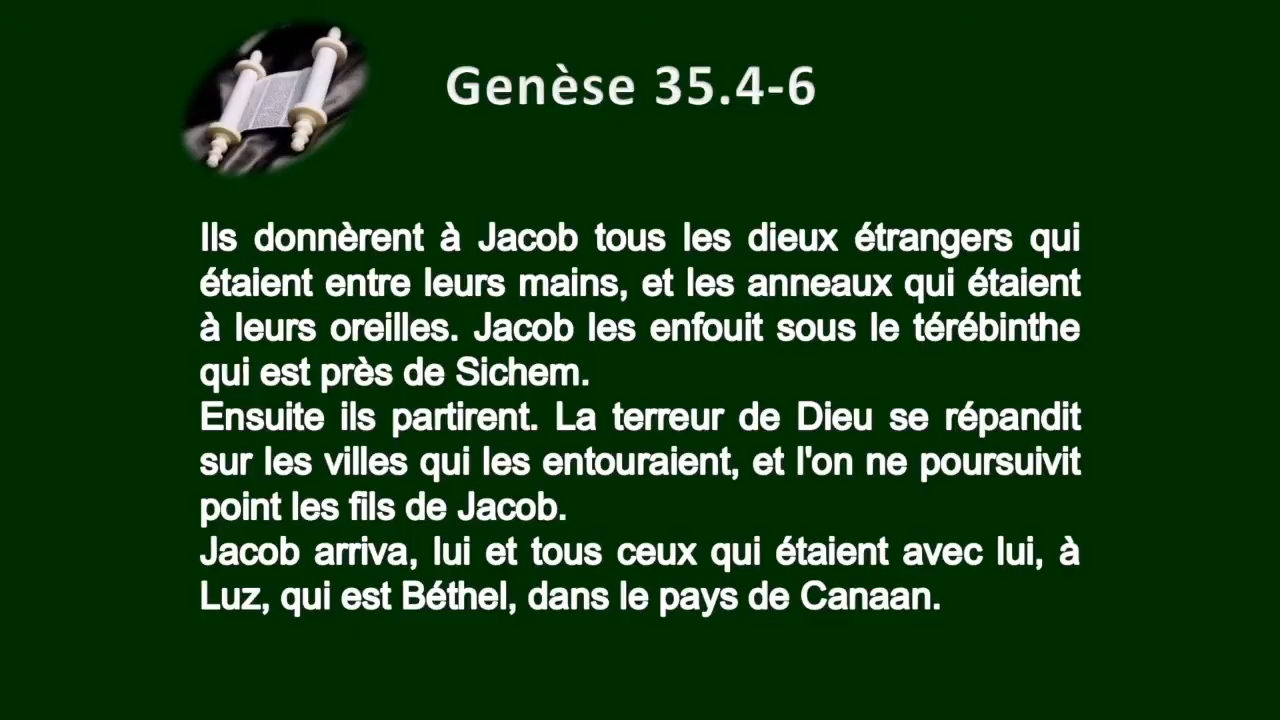 Genèse 35.4-6
Ils donnèrent à Jacob tous les dieux étrangers qui
étaient entre leurs mains, et les anneaux qui étaient
à leurs oreilles. Jacob les enfouit sous le térébinthe
qui est près de Sichem.
Ensuite ils partirent. La terreur de Dieu se répandit
sur les villes qui les entouraient, et l'on ne poursuivit
point les fils de Jacob.
Jacob arriva, lui et tous ceux qui étaient avec lui, à
Luz, qui est Béthel, dans le pays de Canaan.